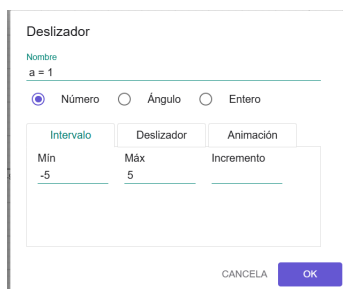 Deslizador
Nombre
a = 1
Número Ángulo Entero
Intervalo Deslizador Animación
Mín Máx Incremento
-5 5
CANCELA OK